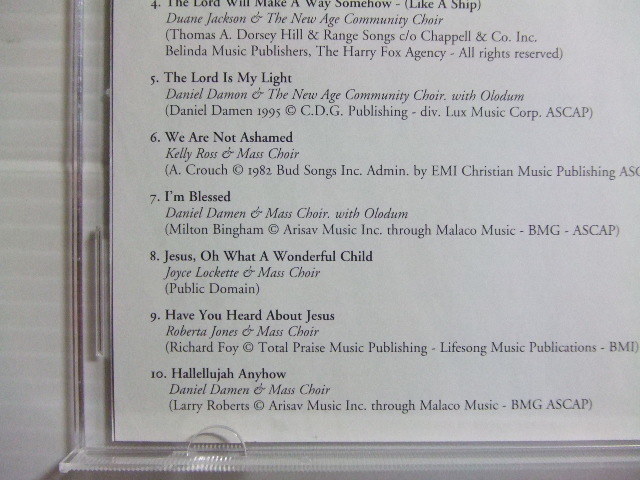 4. The Lord Will Make A Way Somehow - (Like A Ship)
Duane Jackson & The New Age Community Choir
(Thomas A. Dorsey Hill & Range Songs c/o Chappell & Co. Inc.
Belinda Music Publishers, The Harry Fox Agency - All rights reserved)
5. The Lord Is My Light
Daniel Damon & The New Age Community Choir. with Olodum
(Daniel Damen 1995 © C.D.G. Publishing - div. Lux Music Corp. ASCAP)
6. We Are Not Ashamed
Kelly Ross & Mass Choir
(A. Crouch © 1982 Bud Songs Inc. Admin. by EMI Christian Music Publishing ASC
7. I'm Blessed
Daniel Damen & Mass Choir. with Olodum
(Milton Bingham © Arisav Music Inc. through Malaco Music - BMG - ASCAP)
8. Jesus, Oh What A Wonderful Child
Joyce Lockette & Mass Choir
(Public Domain)
9. Have You Heard About Jesus
Roberta Jones & Mass Choir
(Richard Foy © Total Praise Music Publishing - Lifesong Music Publications - BMI)
10. Hallellujah Anyhow
Daniel Damen & Mass Choir
(Larry Roberts © Arisav Music Inc. through Malaco Music - BMG ASCAP)